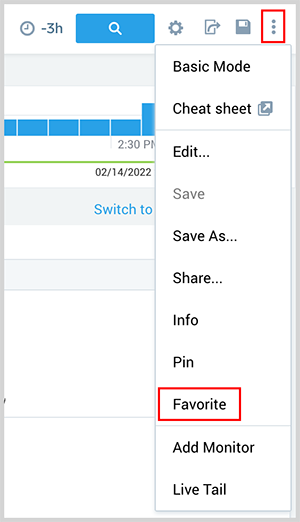 -3h
Basic Mode
Cheat sheet
2:30 PM
Edit...
02/14/2022
Save
Switch to
Save As...
Share...
Info
Pin
Favorite
Add Monitor
Live Tail